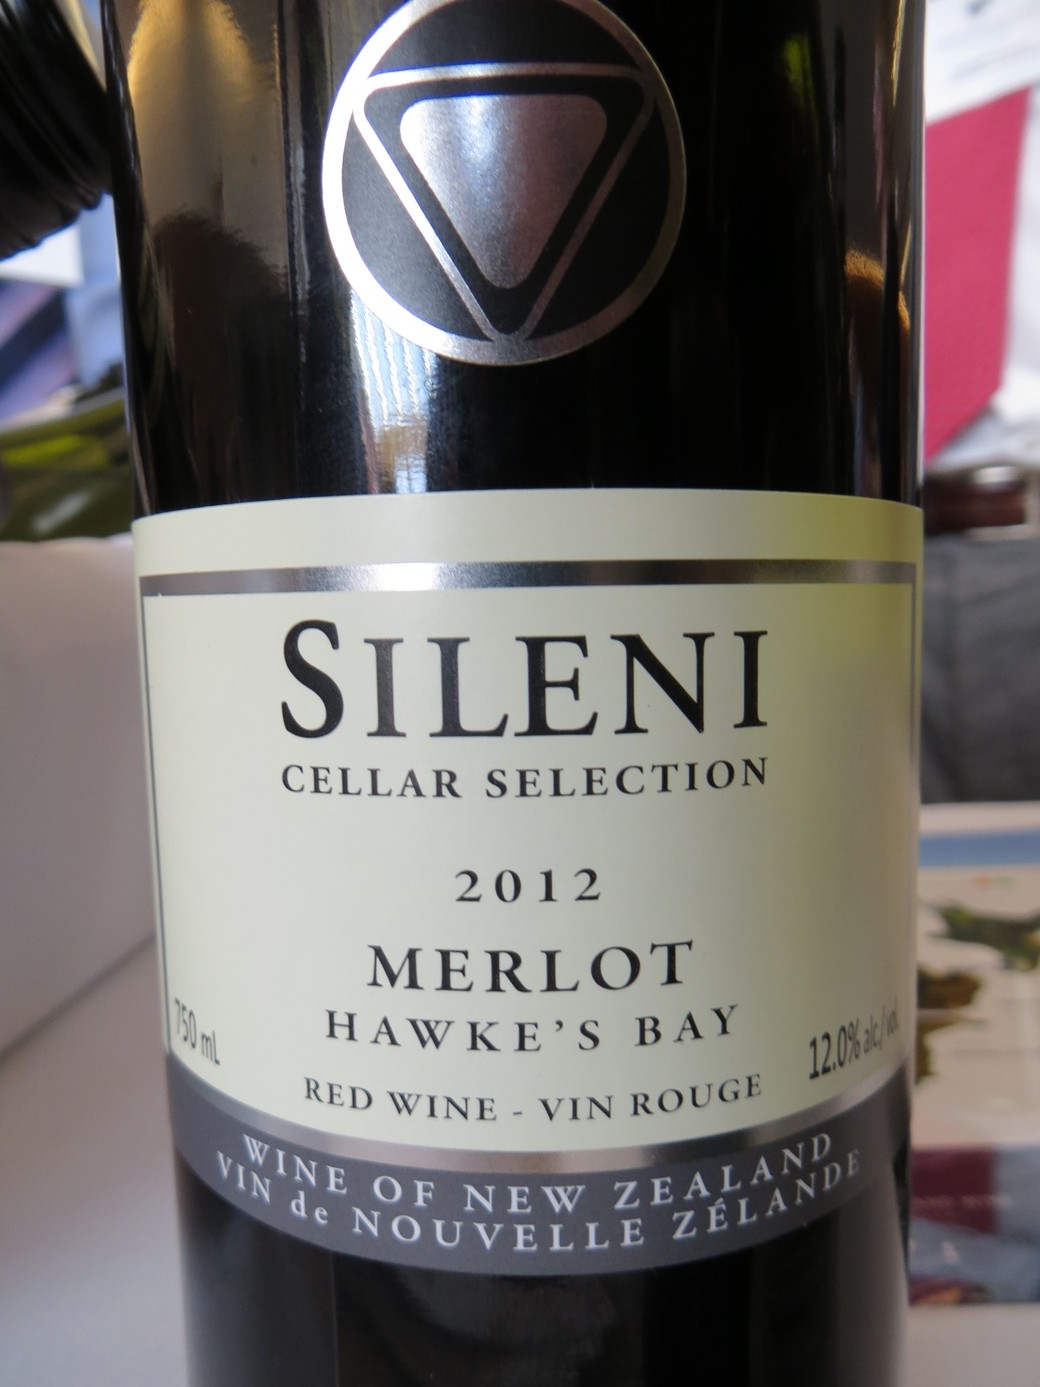 SILENI
CELLAR SELECTION
2012
MERLOT
HAWKE'S BAY
750 mL
12.0% alc./vol.
RED WINE - VIN ROUGE
WINE OF NEW ZEALAND
VIN de NOUVELLE ZÉLANDE